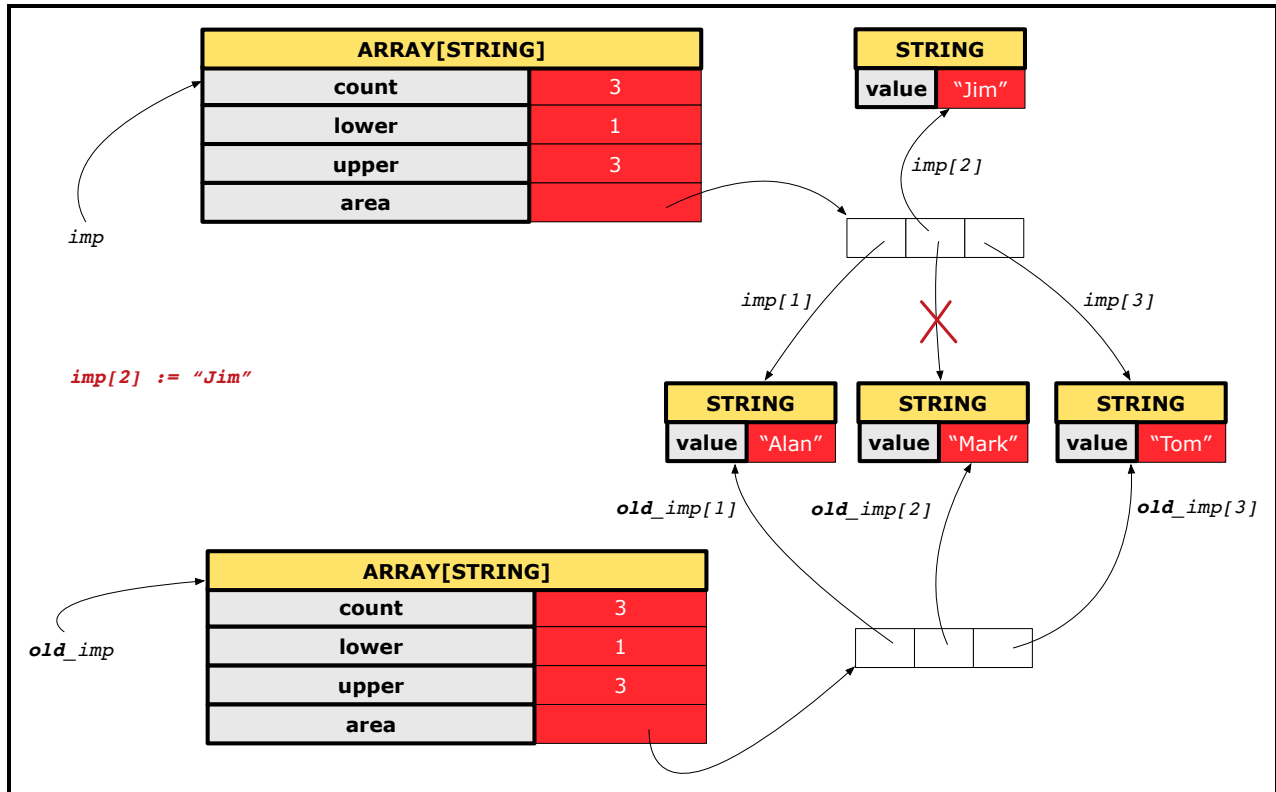 ARRAY[STRING]
count 3
lower 1
upper 3
area
imp
STRING
value “Jim”
imp[2]
imp[1]
imp[3]
imp[2] := “Jim”
STRING
value “Alan”
STRING
value “Mark”
STRING
value “Tom”
old_imp[1]
old_imp[2]
old_imp[3]
ARRAY[STRING]
count 3
lower 1
upper 3
area
old_imp